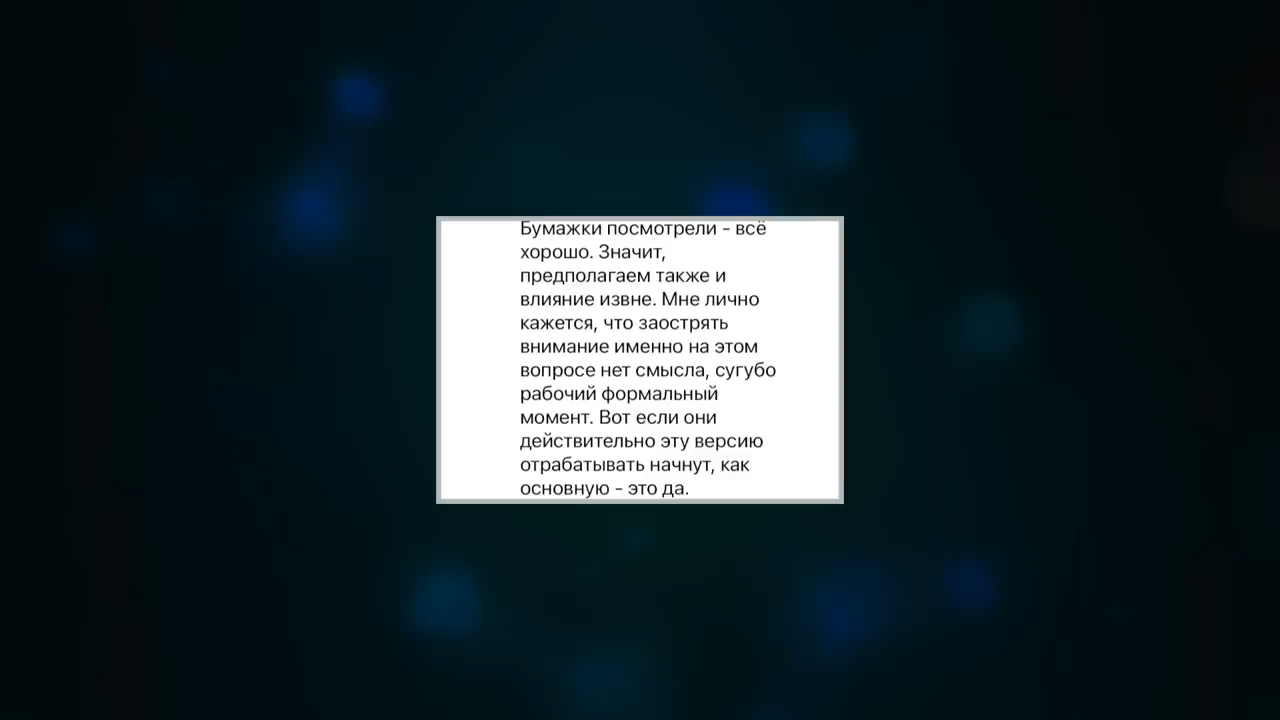 Бумажки посмотрели - всё
хорошо. Значит,
предполагаем также и
влияние извне. Мне лично
кажется, что заострять
внимание именно на этом
вопросе нет смысла, сугубо
рабочий формальный
момент. Вот если они
действительно эту версию
отрабатывать начнут, как
основную - это да.